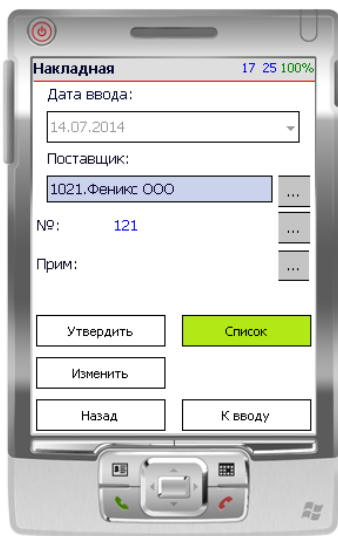 Накладная 17 25 100%
Дата ввода:
14.07.2014
Поставщик:
1021.Феникс ООО ...
№: 121 ...
Прим: ...
Утвердить Список
Изменить
Назад К вводу